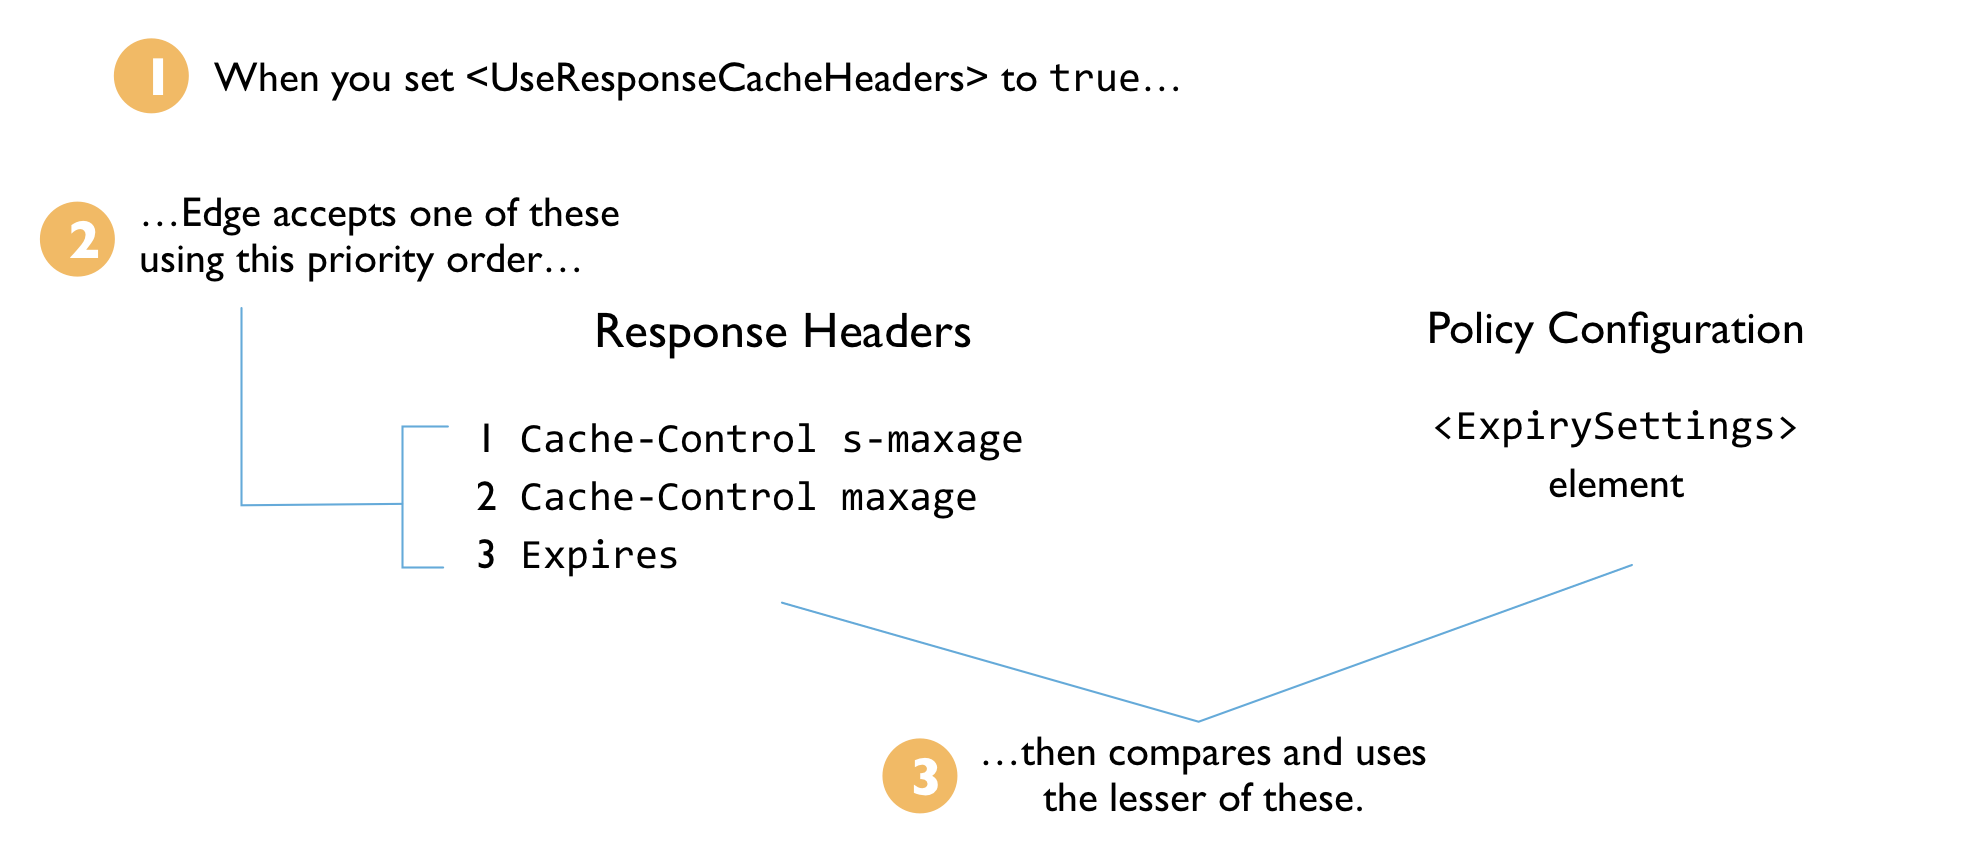 1 When you set <UseResponseCacheHeaders> to true…
2 …Edge accepts one of these
using this priority order…
Response Headers
1 Cache-Control s-maxage
2 Cache-Control maxage
3 Expires
Policy Configuration
<ExpirySettings>
element
3 …then compares and uses
the lesser of these.